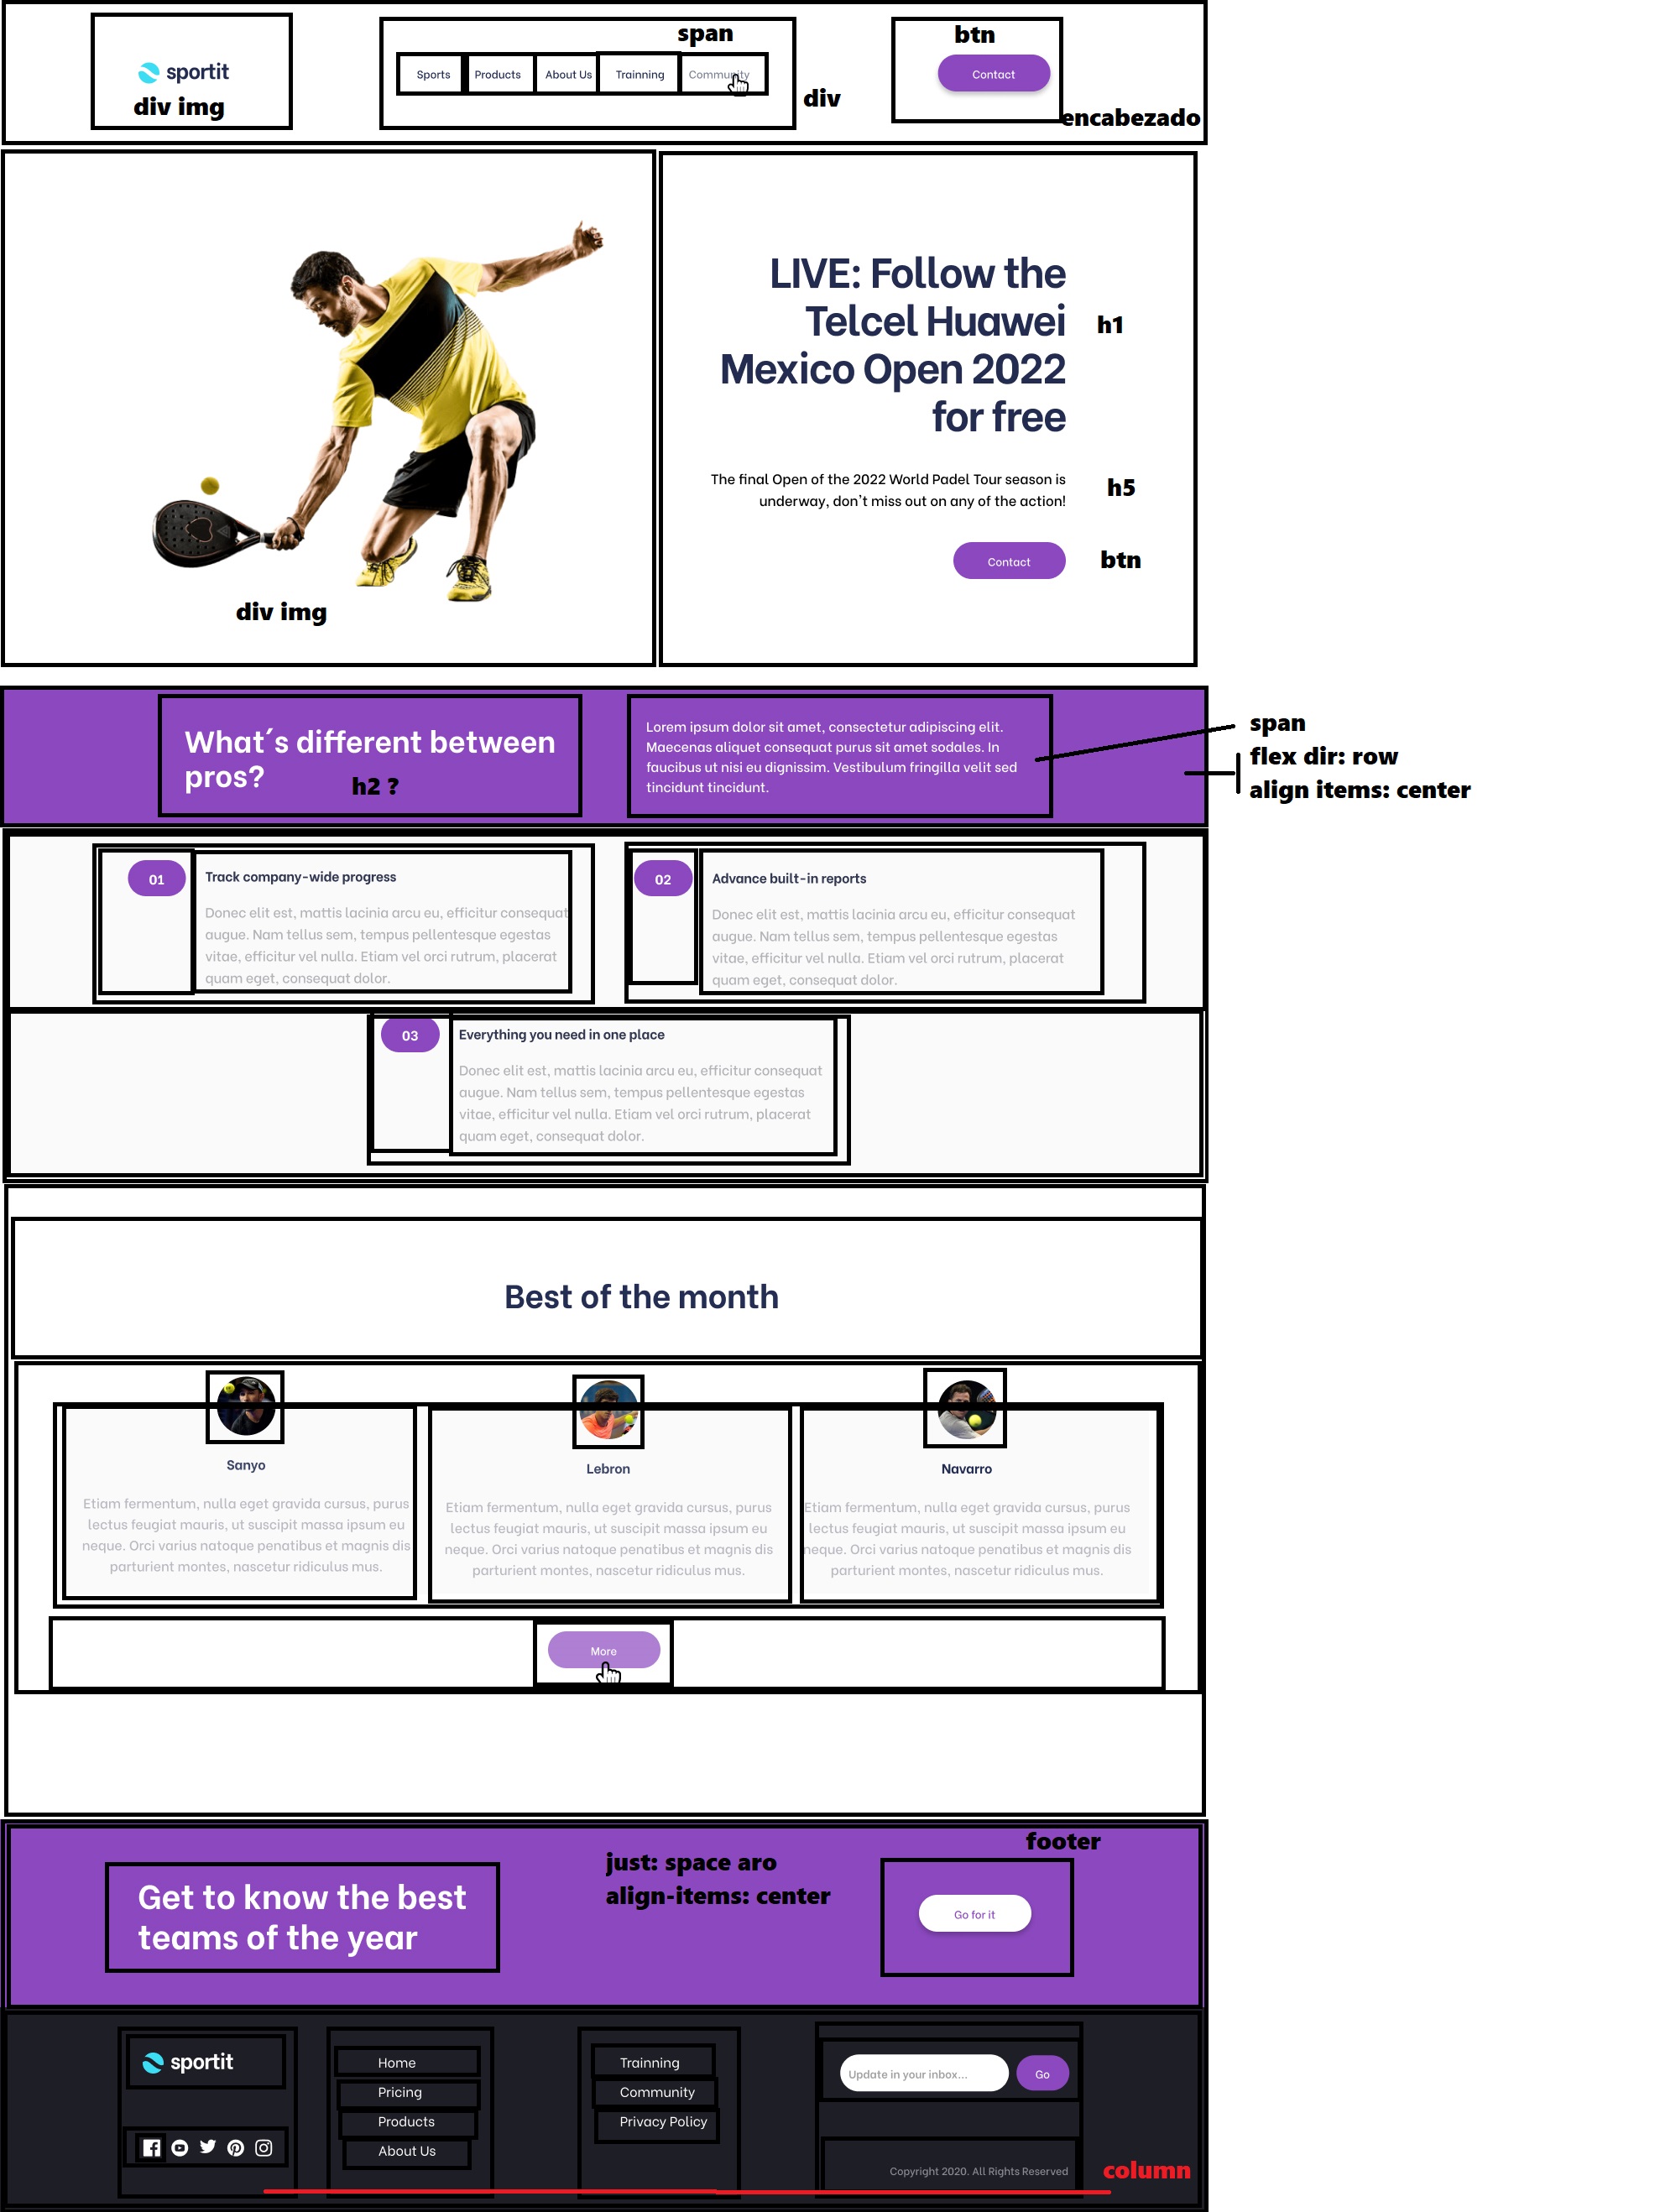 sportit
div img
span
Sports
Products
About Us
Trainning
Community
div
btn
Contact
encabezado
div img
LIVE: Follow the
Telcel Huawei
Mexico Open 2022
for free
h1
The final Open of the 2022 World Padel Tour season is
underway, don't miss out on any of the action!
h5
Contact
btn
What´s different between
pros?
h2 ?
Lorem ipsum dolor sit amet, consectetur adipiscing elit.
Maecenas aliquet consequat purus sit amet sodales. In
faucibus ut nisi eu dignissim. Vestibulum fringilla velit sed
tincidunt tincidunt.
span
flex dir: row
align items: center
01
Track company-wide progress
Donec elit est, mattis lacinia arcu eu, efficitur consequat
augue. Nam tellus sem, tempus pellentesque egestas
vitae, efficitur vel nulla. Etiam vel orci rutrum, placerat
quam eget, consequat dolor.
02
Advance built-in reports
Donec elit est, mattis lacinia arcu eu, efficitur consequat
augue. Nam tellus sem, tempus pellentesque egestas
vitae, efficitur vel nulla. Etiam vel orci rutrum, placerat
quam eget, consequat dolor.
03
Everything you need in one place
Donec elit est, mattis lacinia arcu eu, efficitur consequat
augue. Nam tellus sem, tempus pellentesque egestas
vitae, efficitur vel nulla. Etiam vel orci rutrum, placerat
quam eget, consequat dolor.
Best of the month
Sanyo
Etiam fermentum, nulla eget gravida cursus, purus
lectus feugiat mauris, ut suscipit massa ipsum eu
neque. Orci varius natoque penatibus et magnis dis
parturient montes, nascetur ridiculus mus.
Lebron
Etiam fermentum, nulla eget gravida cursus, purus
lectus feugiat mauris, ut suscipit massa ipsum eu
neque. Orci varius natoque penatibus et magnis dis
parturient montes, nascetur ridiculus mus.
Navarro
Etiam fermentum, nulla eget gravida cursus, purus
lectus feugiat mauris, ut suscipit massa ipsum eu
neque. Orci varius natoque penatibus et magnis dis
parturient montes, nascetur ridiculus mus.
More
Get to know the best
teams of the year
just: space aro
align-items: center
footer
Go for it
sportit
Home
Pricing
Products
About Us
Trainning
Community
Privacy Policy
Update in your inbox...
Go
Copyright 2020. All Rights Reserved
column